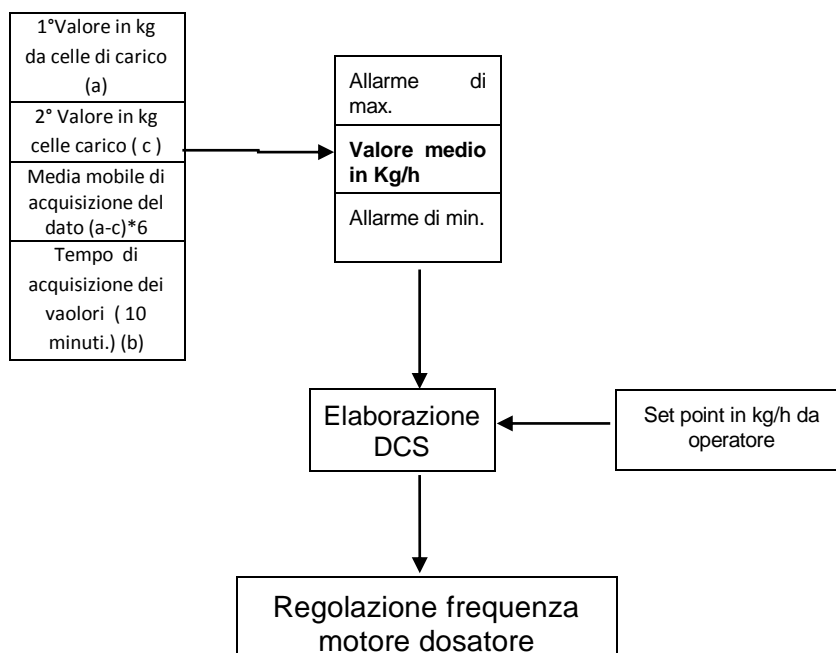 1°Valore in kg
da celle di carico
(a)
2° Valore in kg
celle carico ( c )
Media mobile di
acquisizione del
dato (a-c)*6
Tempo di
acquisizione dei
vaolori ( 10
minuti.) (b)
Allarme di
max.
Valore medio
in Kg/h
Allarme di min.
Elaborazione
DCS
Set point in kg/h da
operatore
Regolazione frequenza
motore dosatore